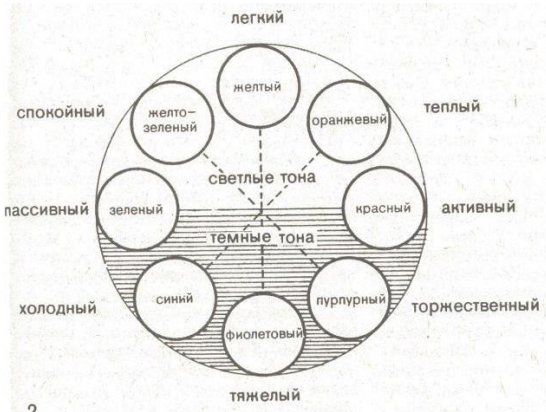 легкий
спокойный
желто-
зеленый
желтый
оранжевый
теплый
светлые тона
пассивный
зеленый
красный
активный
темные тона
холодный
синий
фиолетовый
пурпурный
торжественный
тяжелый
2